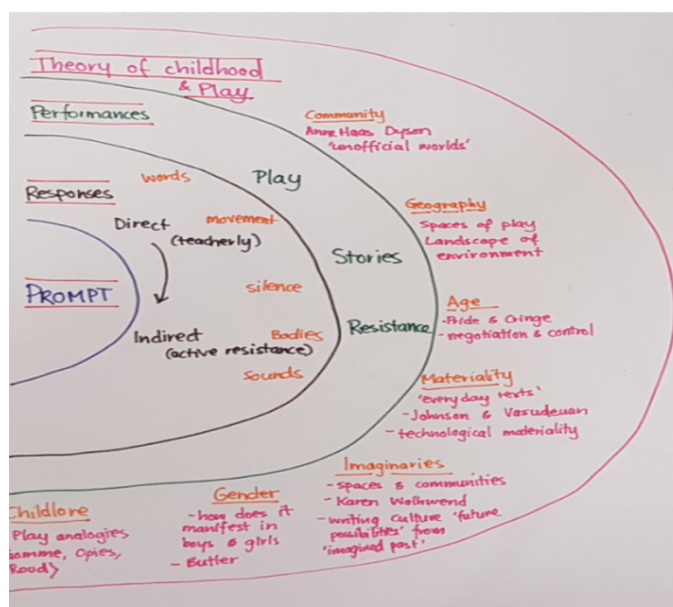 Theory of childhood
& Play
Performances
Responses
PROMPT
words
Direct
movement
(teacherly)
silence
Indirect
Bodies
(active resistance)
sounds
Play
Stories
Resistance
Community
Anne Haas Dyson
'unofficial worlds'
Geography
Spaces of play
Landscape of
environment
Age
-Pride & Cringe
-negotiation & control
Materiality
'everyday texts'
-Johnson & Vasudevan
-technological materiality
Imaginaries
-spaces & communities
-Karen Wohlwend
-writing culture 'future
possibilities' from
'imagined past'
Gender
-how does it
manifest in
boys & girls
-Butler
Childlore
Play analogies
Opies,
Rood)